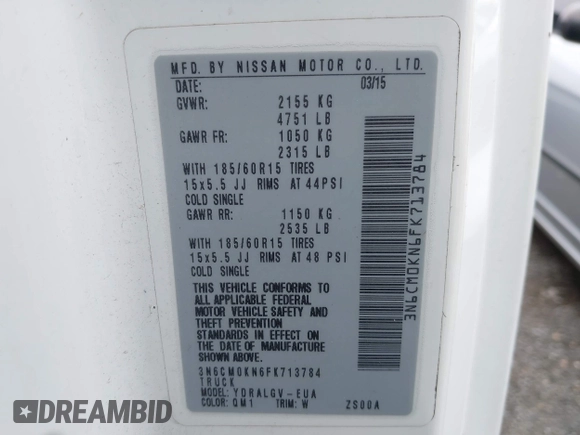 MFD. BY NISSAN MOTOR CO., LTD.
DATE: 03/15
GVWR: 2155 KG
4751 LB
GAWR FR: 1050 KG
2315 LB
WITH 185/60R15 TIRES
15x5.5 JJ RIMS AT 44PSI
COLD SINGLE
GAWR RR: 1150 KG
2535 LB
WITH 185/60R15 TIRES
15x5.5 JJ RIMS AT 48 PSI
COLD SINGLE
THIS VEHICLE CONFORMS TO
ALL APPLICABLE FEDERAL
MOTOR VEHICLE SAFETY AND
THEFT PREVENTION
STANDARDS IN EFFECT ON
THE DATE OF MANUFACTURE
SHOWN ABOVE.
3N6CM0KN6FK713784
TRUCK
MODEL: YDRALGV-EUA
COLOR: QM1 TRIM: W ZS00A
3N6CM0KN6FK713784
DREAMBID
DREAMBID